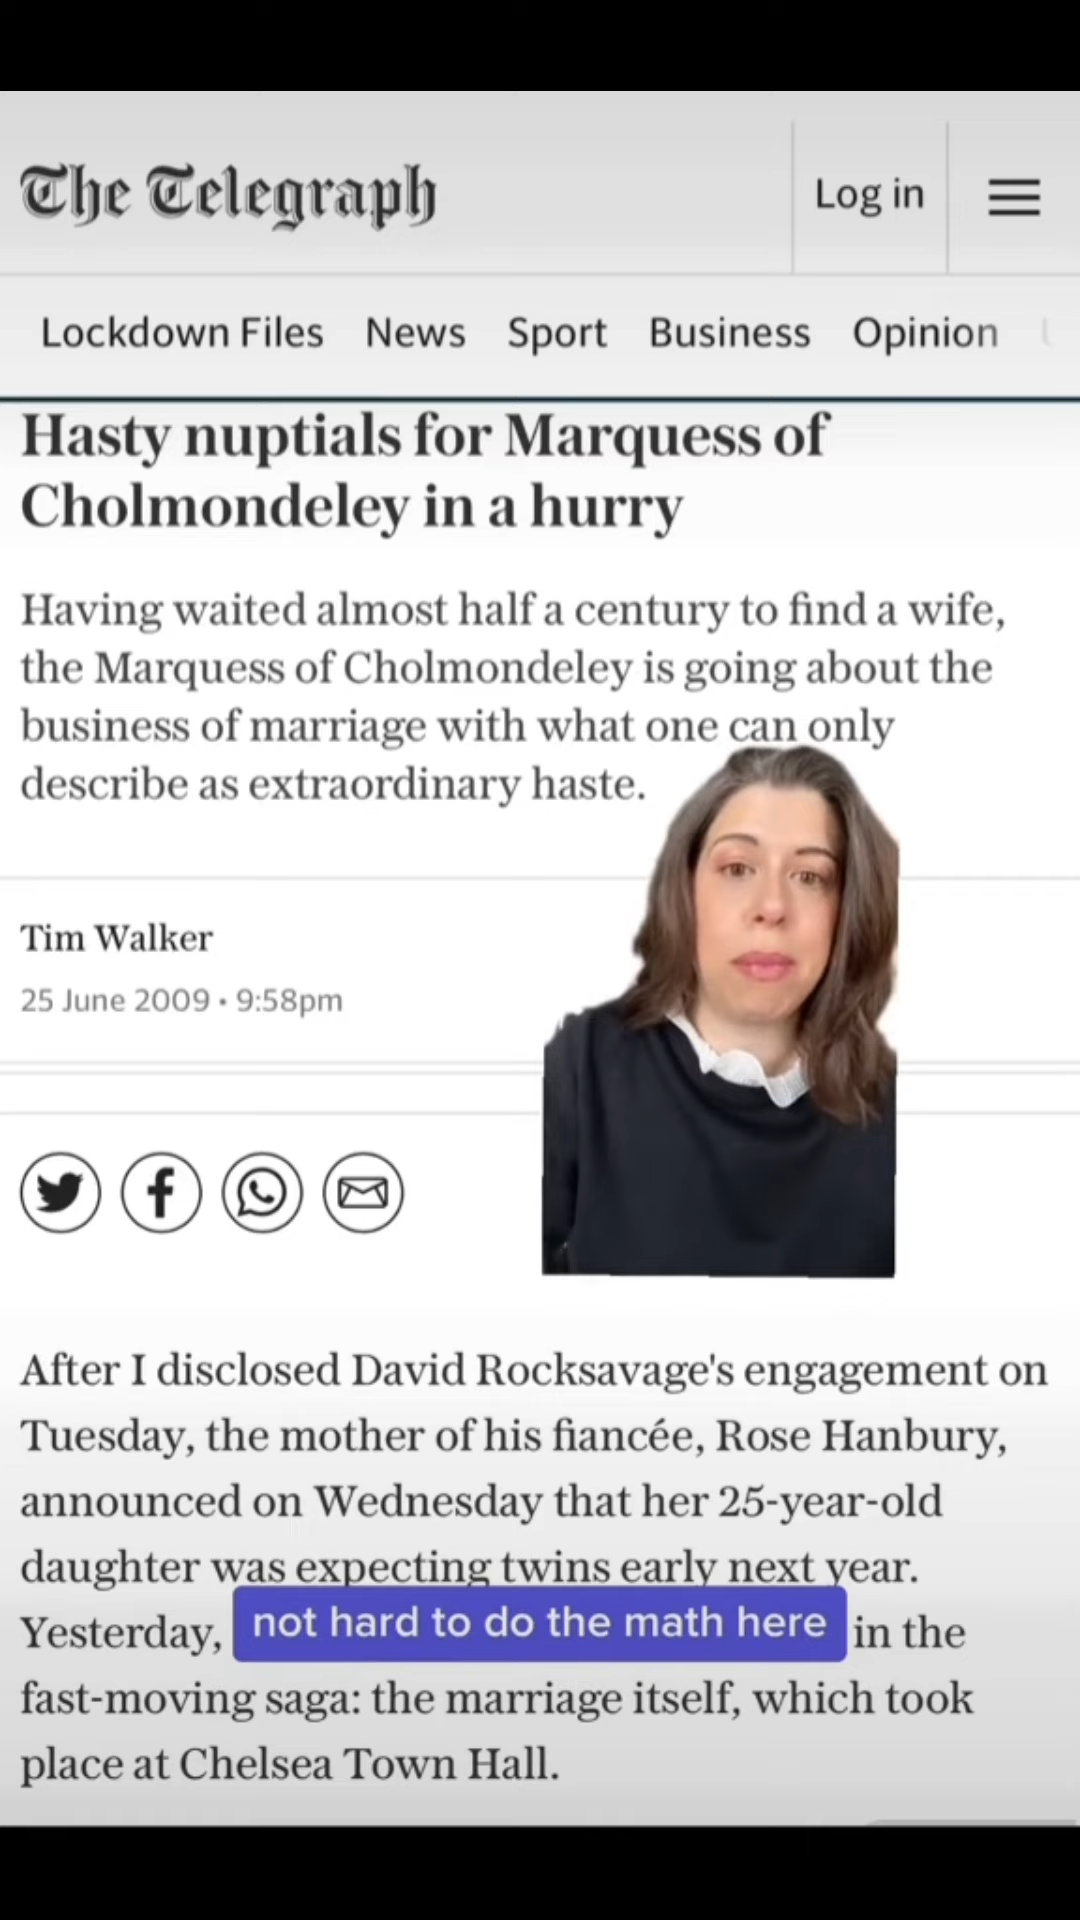 The Telegraph
Log in
Lockdown Files News Sport Business Opinion
Hasty nuptials for Marquess of
Cholmondeley in a hurry
Having waited almost half a century to find a wife,
the Marquess of Cholmondeley is going about the
business of marriage with what one can only
describe as extraordinary haste.
Tim Walker
25 June 2009 • 9:58pm
After I disclosed David Rocksavage's engagement on
Tuesday, the mother of his fiancée, Rose Hanbury,
announced on Wednesday that her 25-year-old
daughter was expecting twins early next year.
Yesterday, in the
not hard to do the math here
fast-moving saga: the marriage itself, which took
place at Chelsea Town Hall.